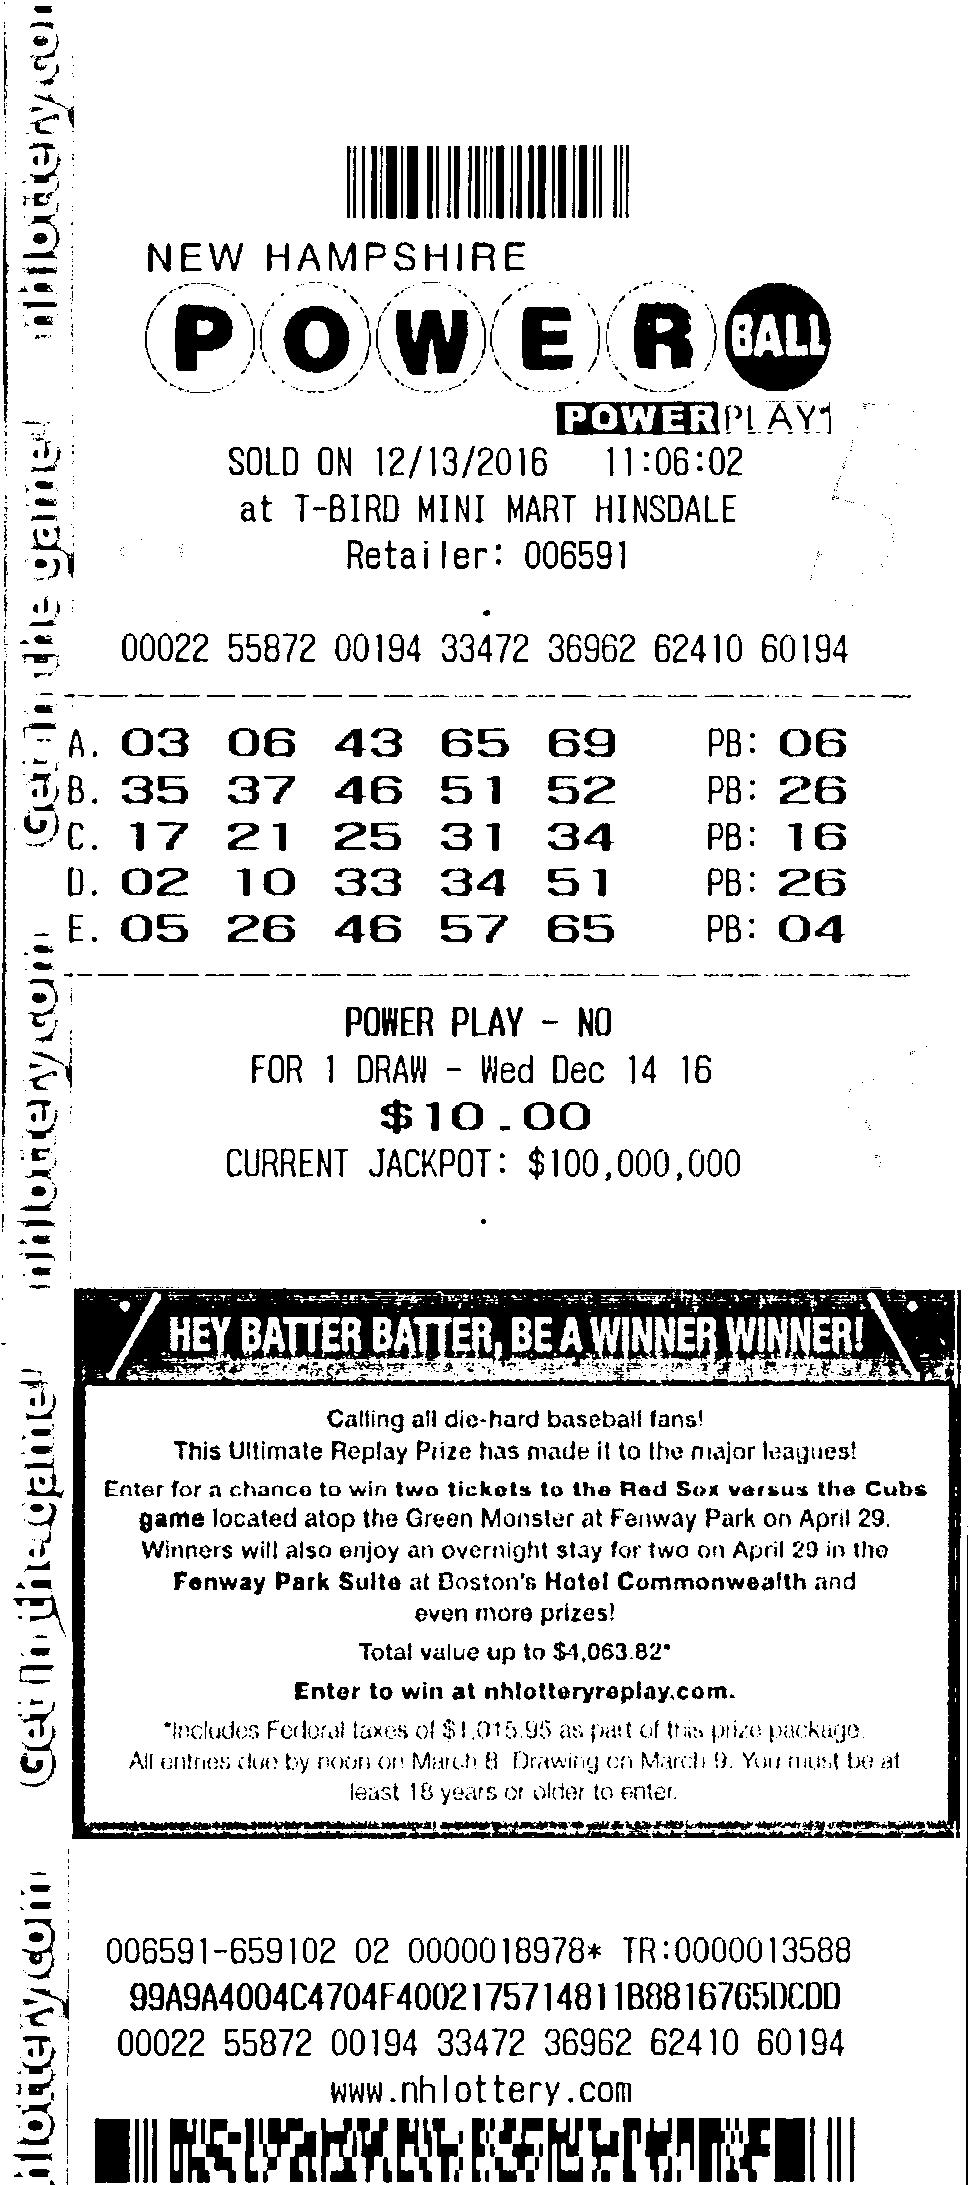 NEW HAMPSHIRE
POWERBALL
POWERPLAY
SOLD ON 12/13/2016 11:06:02
at T-BIRD MINI MART HINSDALE
Retailer: 006591
00022 55872 00194 33472 36962 62410 60194
A. 03 06 43 65 69 PB: 06
B. 35 37 46 51 52 PB: 26
C. 17 21 25 31 34 PB: 16
D. 02 10 33 34 51 PB: 26
E. 05 26 46 57 65 PB: 04
POWER PLAY - NO
FOR 1 DRAW - Wed Dec 14 16
$10.00
CURRENT JACKPOT: $100,000,000
HEY BATTER BATTER, BE A WINNER WINNER!
Calling all die-hard baseball fans!
This Ultimate Replay Prize has made it to the major leagues!
Enter for a chance to win two tickets to the Red Sox versus the Cubs
game located atop the Green Monster at Fenway Park on April 29.
Winners will also enjoy an overnight stay for two on April 29 in the
Fenway Park Suite at Boston's Hotel Commonwealth and
even more prizes!
Total value up to $4,063.82*
Enter to win at nhlotteryreplay.com.
*Includes Federal taxes of $1,015.95 as part of this prize package.
All entries due by noon on March 8. Drawing on March 9. You must be at
least 18 years or older to enter.
006591-659102 02 0000018978* TR:0000013588
99A9A4004C4704F4002175714811B8816765DCDD
00022 55872 00194 33472 36962 62410 60194
www.nhlottery.com
nhlottery.com
Get in the game!
nhlottery.com
Get in the game!